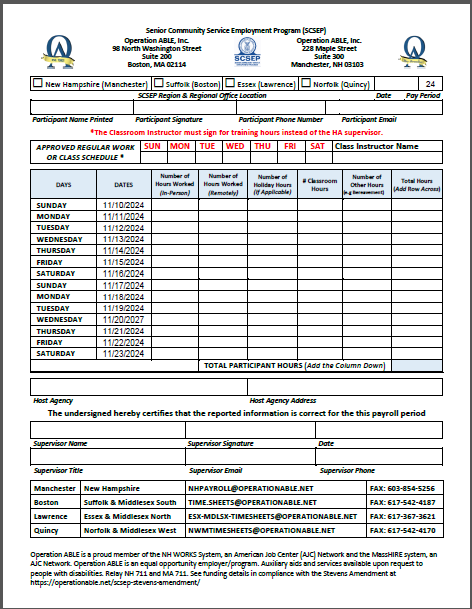 Senior Community Service Employment Program (SCSEP)
Operation ABLE, Inc. Operation ABLE, Inc.
98 North Washington Street 228 Maple Street
Suite 200 Suite 300
Boston, MA 02114 Manchester, NH 03103
SCSEP
New Hampshire (Manchester) Suffolk (Boston) Essex (Lawrence) Norfolk (Quincy) 24
SCSEP Region & Regional Office Location Date Pay Period
Participant Name Printed Participant Signature Participant Phone Number Participant Email
*The Classroom Instructor must sign for training hours instead of the HA supervisor.
APPROVED REGULAR WORK OR CLASS SCHEDULE * SUN MON TUE WED THU FRI SAT Class Instructor Name
DAYS DATES Number of Hours Worked (In-Person) Number of Hours Worked (Remotely) Number of Holiday Hours (If Applicable) # Classroom Hours Number of Other Hours (e.g Bereavement) Total Hours (Add Row Across)
SUNDAY 11/10/2024
MONDAY 11/11/2024
TUESDAY 11/12/2024
WEDNESDAY 11/13/2024
THURSDAY 11/14/2024
FRIDAY 11/15/2024
SATURDAY 11/16/2024
SUNDAY 11/17/2024
MONDAY 11/18/2024
TUESDAY 11/19/2024
WEDNESDAY 11/20/2027
THURSDAY 11/21/2024
FRIDAY 11/22/2024
SATURDAY 11/23/2024
TOTAL PARTICIPANT HOURS (Add the Column Down)
Host Agency Host Agency Address
The undersigned hereby certifies that the reported information is correct for the this payroll period
Supervisor Name Supervisor Signature Date
Supervisor Title Supervisor Email Supervisor Phone
Manchester New Hampshire NHPAYROLL@OPERATIONABLE.NET FAX: 603-854-5256
Boston Suffolk & Middlesex South TIME.SHEETS@OPERATIONABLE.NET FAX: 617-542-4187
Lawrence Essex & Middlesex North ESX-MDLSX-TIMESHEETS@OPERATIONABLE.NET FAX: 617-367-3621
Quincy Norfolk & Middlesex West NWMTIMESHEETS@OPERATIONABLE.NET FAX: 617-542-4170
Operation ABLE is a proud member of the NH WORKS System, an American Job Center (AJC) Network and the MassHIRE system, an
AJC Network. Operation ABLE is an equal opportunity employer/program. Auxiliary aids and services available upon request to
people with disabilities. Relay NH 711 and MA 711. See funding details in compliance with the Stevens Amendment at
https://operationable.net/scsep-stevens-amendment/